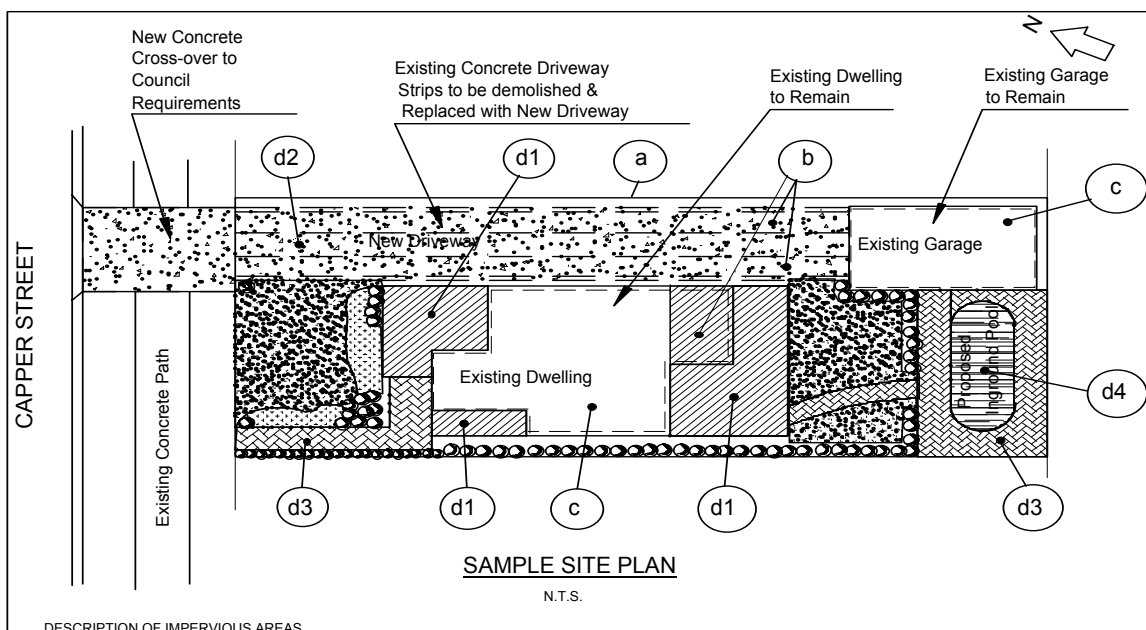 N
New Concrete
Cross-over to
Council
Requirements
Existing Concrete Driveway
Strips to be demolished &
Replaced with New Driveway
Existing Dwelling
to Remain
Existing Garage
to Remain
d2
d1
a
b
c
New Driveway
Existing Garage
CAPPER STREET
Existing Concrete Path
Existing Dwelling
Proposed
Inground Pool
d4
d3
d1
c
d1
d3
SAMPLE SITE PLAN
N.T.S.
DESCRIPTION OF IMPERVIOUS AREAS